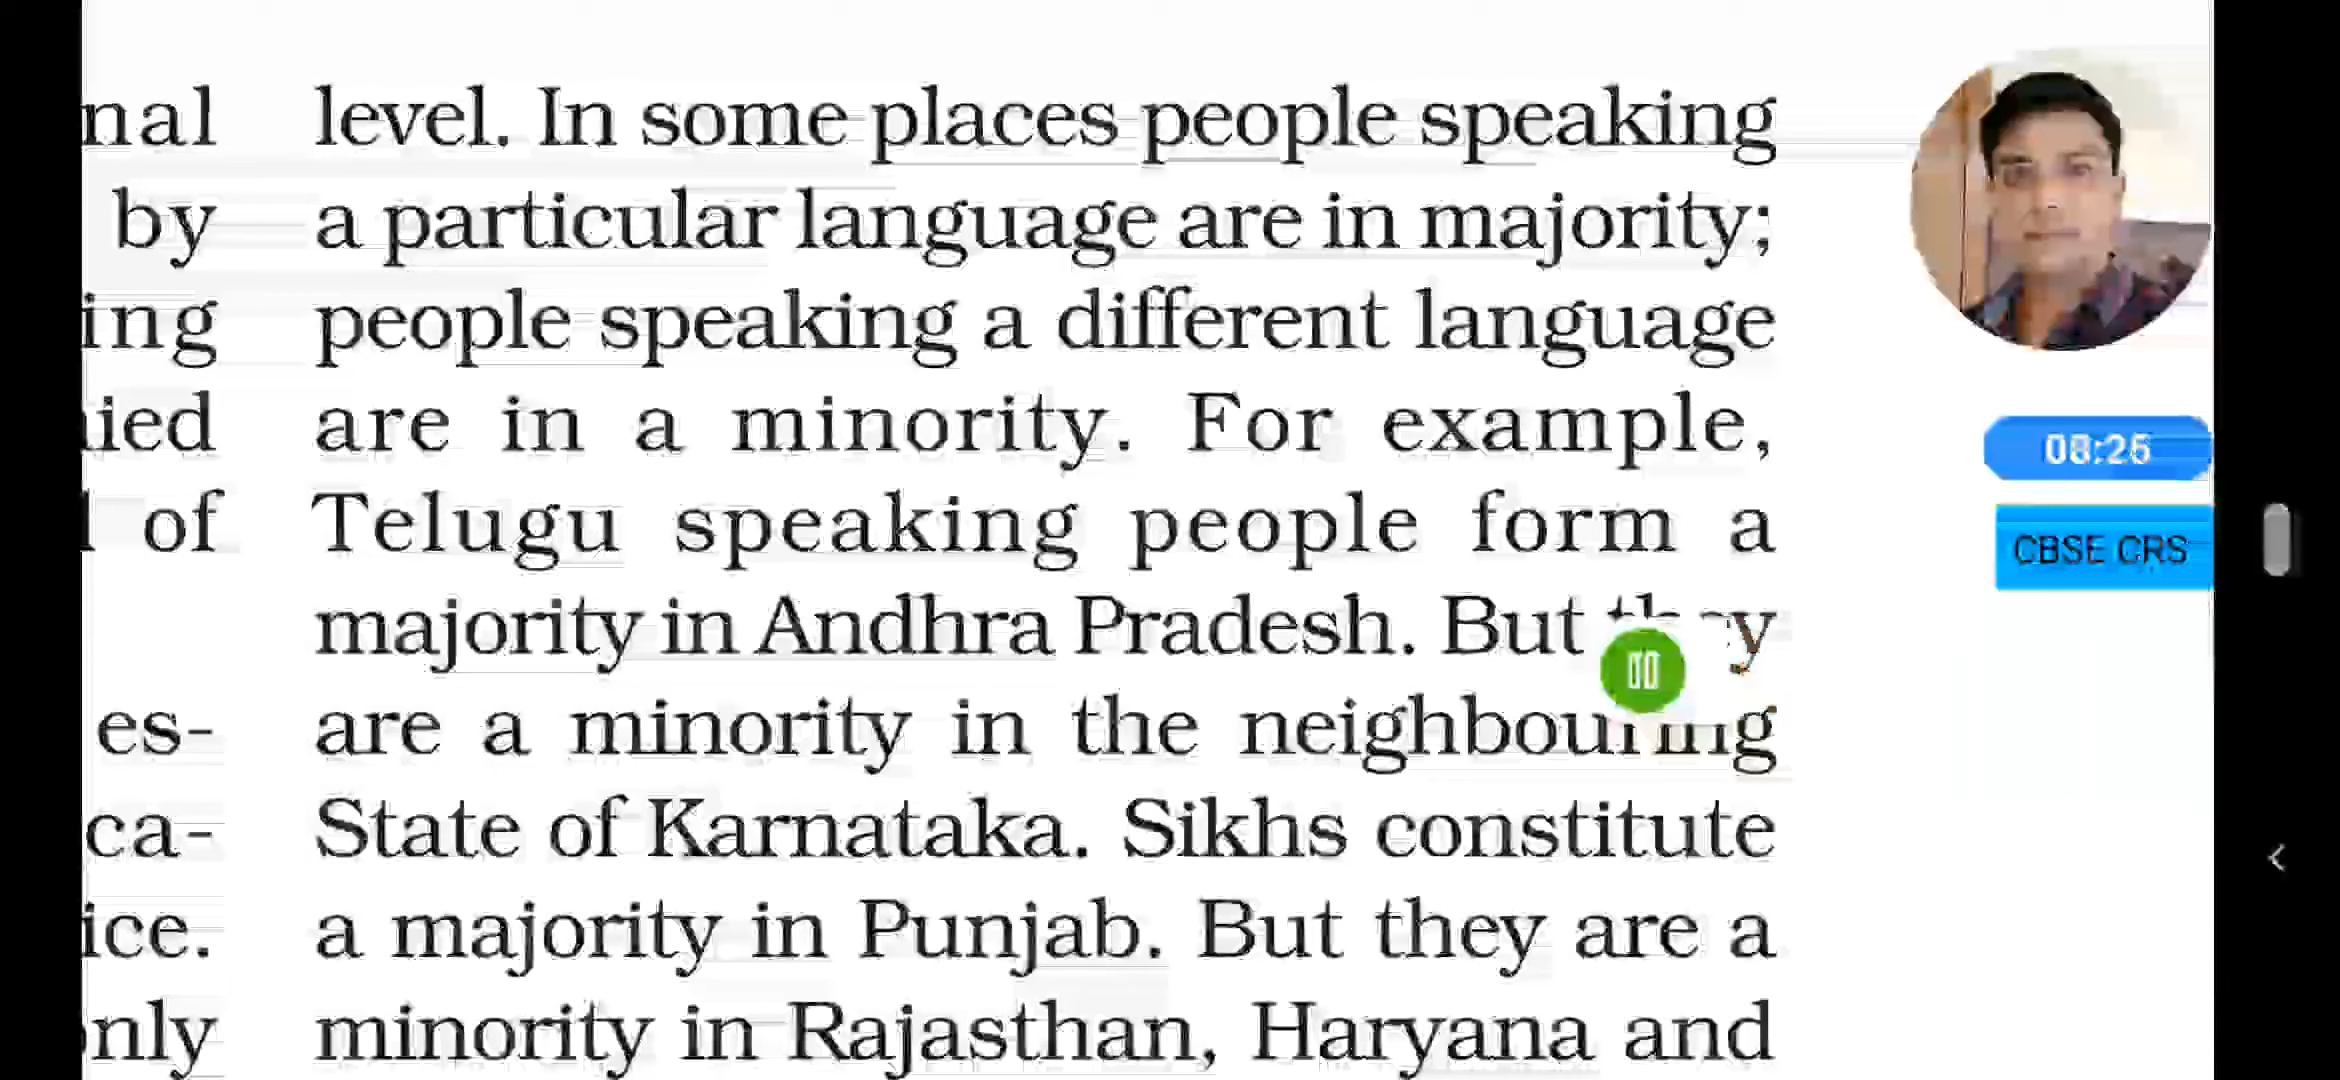 nal
by
ing
ied
of
es-
ca-
ice.
nly
level. In some places people speaking
a particular language are in majority;
people speaking a different language
are in a minority. For example,
Telugu speaking people form a
majority in Andhra Pradesh. But they
are a minority in the neighbouring
State of Karnataka. Sikhs constitute
a majority in Punjab. But they are a
minority in Rajasthan, Haryana and
08:26
CBSE CRS